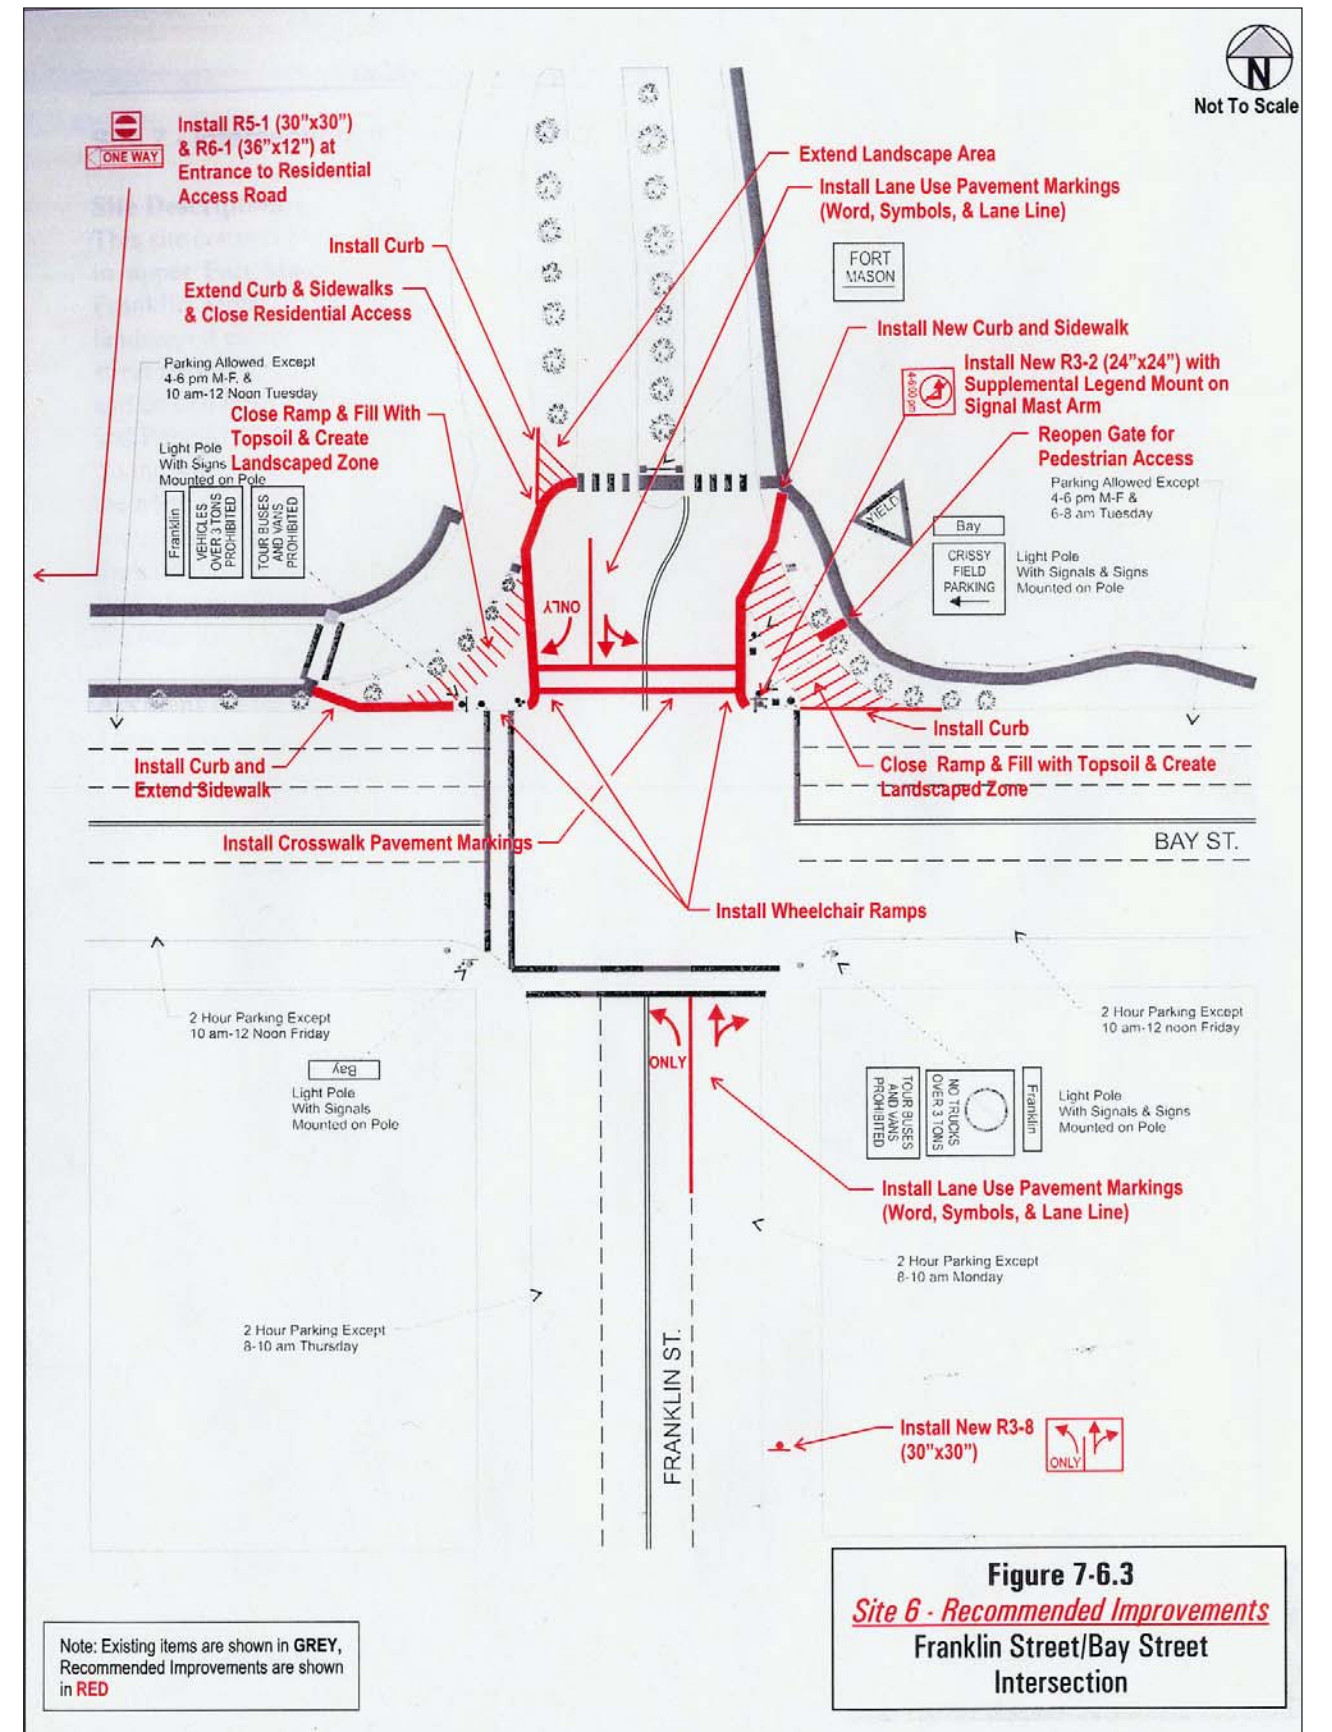 N
Not To Scale
Install R5-1 (30"x30")
& R6-1 (36"x12") at
Entrance to Residential
Access Road
ONE WAY
Extend Landscape Area
Install Lane Use Pavement Markings
(Word, Symbols, & Lane Line)
Install Curb
FORT
MASON
Extend Curb & Sidewalks
& Close Residential Access
Install New Curb and Sidewalk
Parking Allowed. Except
4-6 pm M-F. &
10 am-12 Noon Tuesday
Install New R3-2 (24"x24") with
Supplemental Legend Mount on
Signal Mast Arm
4-6:00 pm
Close Ramp & Fill With
Topsoil & Create
Landscaped Zone
Light Pole
With Signs
Mounted on Pole
Reopen Gate for
Pedestrian Access
Parking Allowed Except
4-6 pm M-F &
6-8 am Tuesday
Franklin
VEHICLES
OVER 3 TONS
PROHIBITED
TOUR BUSES
AND VANS
PROHIBITED
YIELD
Bay
CRISSY
FIELD
PARKING
Light Pole
With Signals & Signs
Mounted on Pole
ONLY
Install Curb
Install Curb and
Extend Sidewalk
Close Ramp & Fill with Topsoil & Create
Landscaped Zone
Install Crosswalk Pavement Markings
BAY ST.
Install Wheelchair Ramps
2 Hour Parking Except
10 am-12 Noon Friday
2 Hour Parking Except
10 am-12 noon Friday
Bay
Light Pole
With Signals
Mounted on Pole
ONLY
TOUR BUSES
AND VANS
PROHIBITED
NO TRUCKS
OVER 3 TONS
Franklin
Light Pole
With Signals & Signs
Mounted on Pole
Install Lane Use Pavement Markings
(Word, Symbols, & Lane Line)
2 Hour Parking Except
8-10 am Monday
2 Hour Parking Except
8-10 am Thursday
FRANKLIN ST.
Install New R3-8
(30"x30")
ONLY
Figure 7-6.3
Site 6 - Recommended Improvements
Franklin Street/Bay Street
Intersection
Note: Existing items are shown in GREY,
Recommended Improvements are shown
in RED